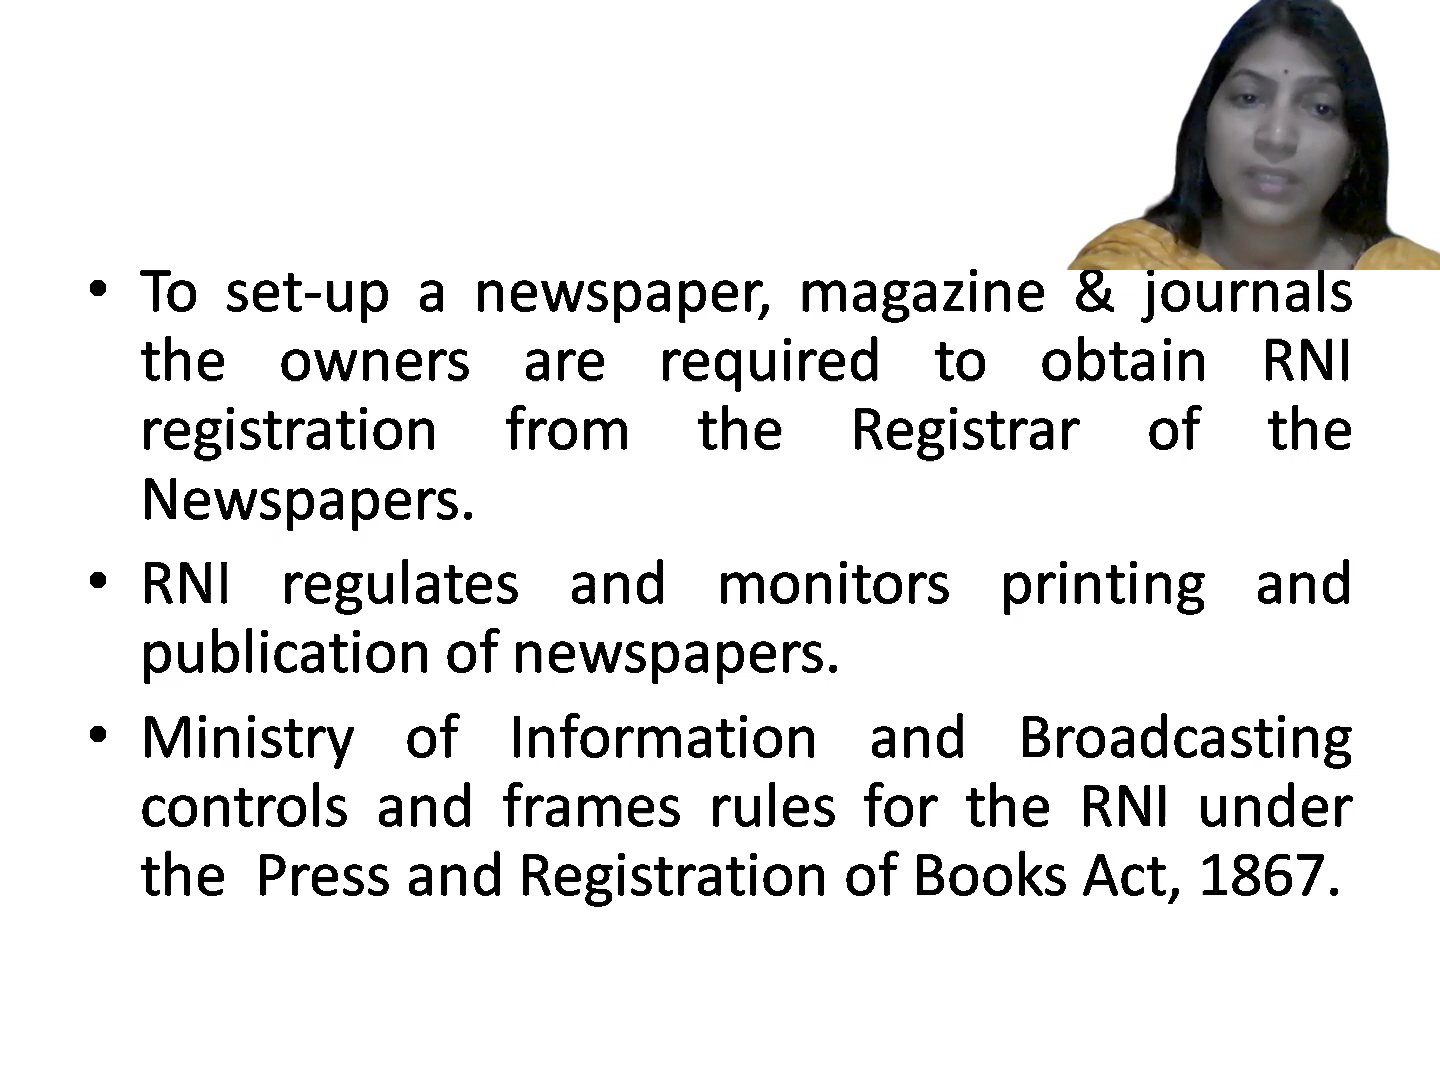 • To set-up a newspaper, magazine & journals
the owners are required to obtain RNI
registration from the Registrar of the
Newspapers.
• RNI regulates and monitors printing and
publication of newspapers.
• Ministry of Information and Broadcasting
controls and frames rules for the RNI under
the Press and Registration of Books Act, 1867.